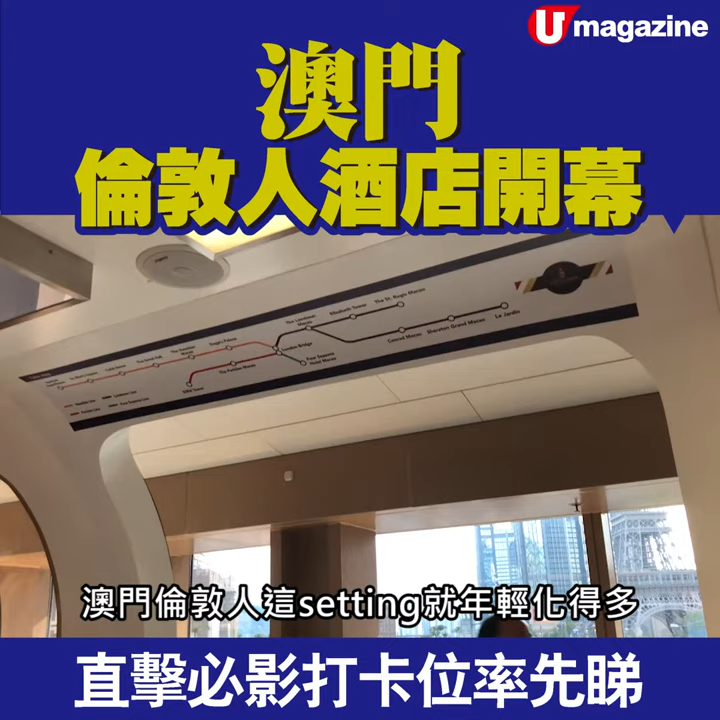 U magazine
澳門
倫敦人酒店開幕
The Londoner Macao
Elizabeth Tower
The St. Regis Macao
London Bridge
Four Seasons Hotel Macao
The Parisian Macao
Eiffel Tower
Conrad Macao
Sheraton Grand Macao
Le Jardin
澳門倫敦人這setting就年輕化得多
直擊必影打卡位率先睇